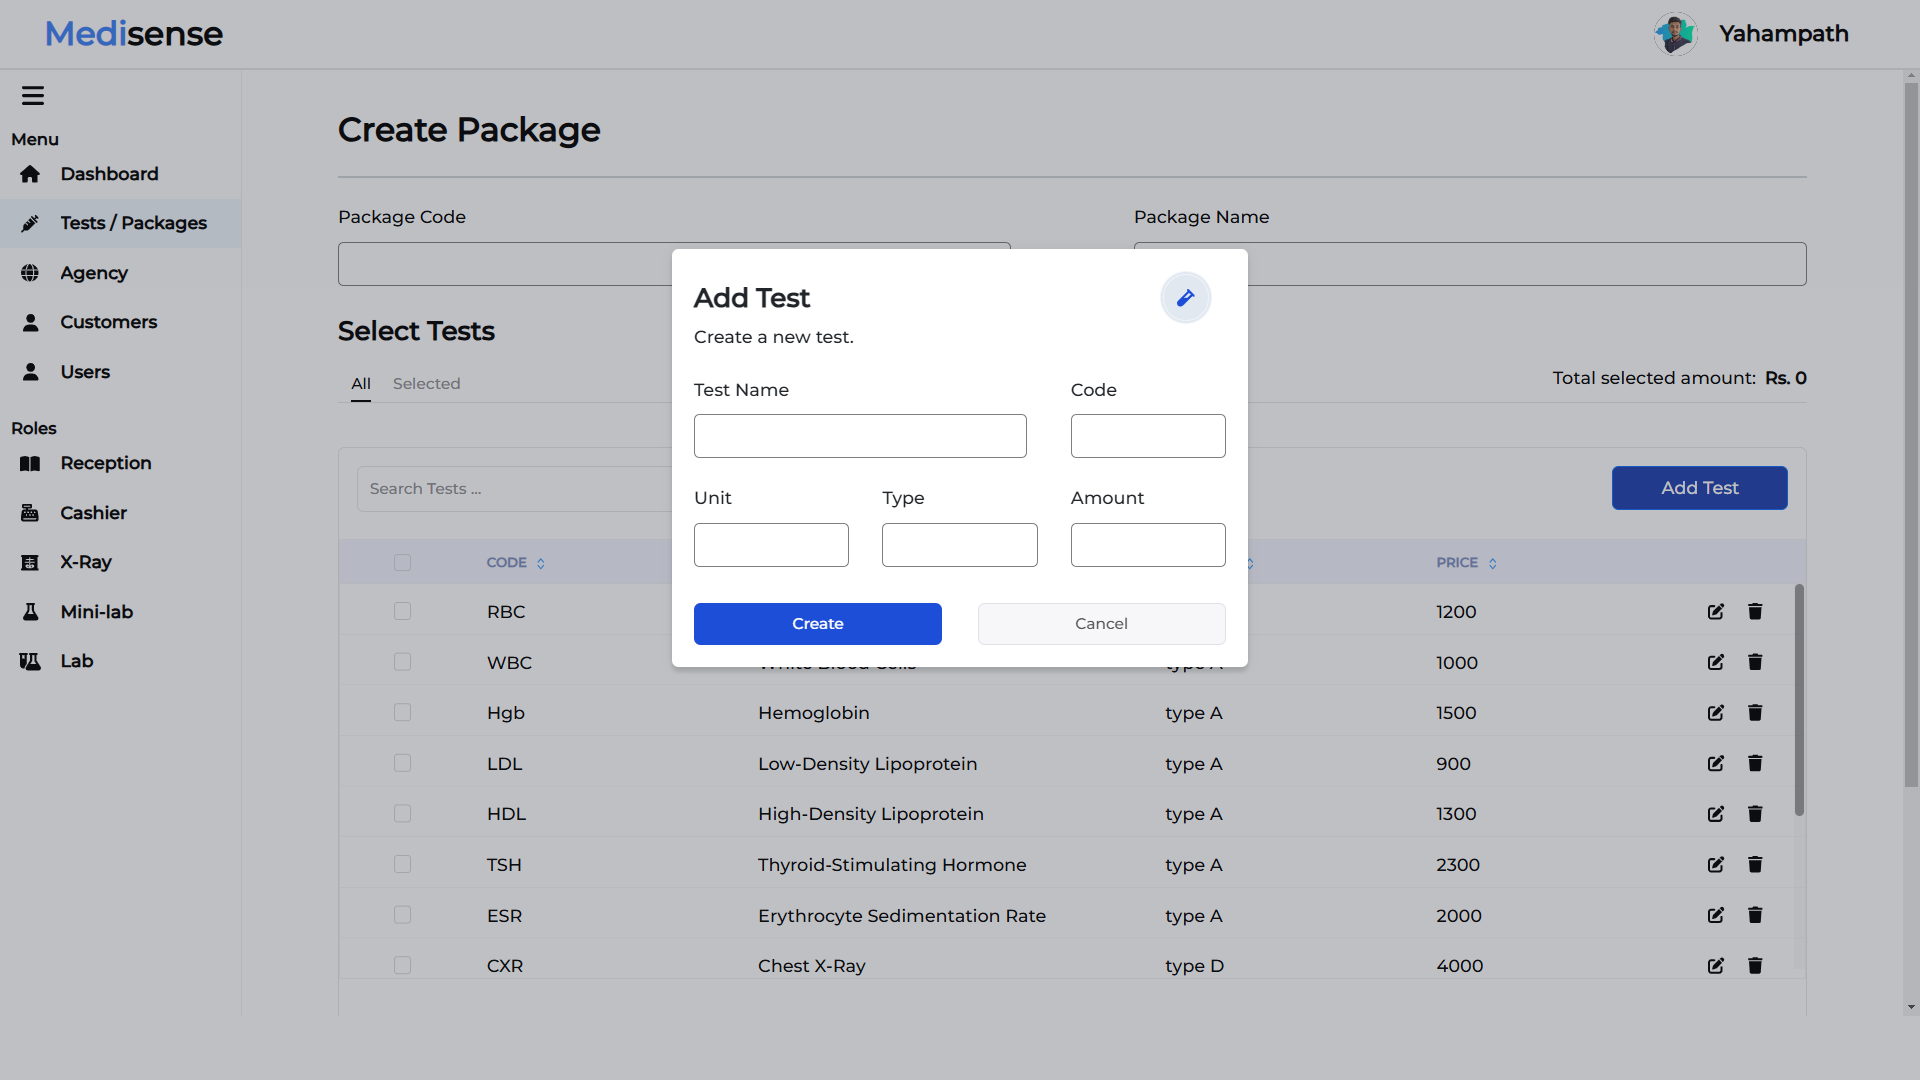 Medisense
Yahampath
Menu
Dashboard
Tests / Packages
Agency
Customers
Users
Roles
Reception
Cashier
X-Ray
Mini-lab
Lab
Create Package
Package Code
Package Name
Select Tests
All Selected
Total selected amount: Rs. 0
Search Tests ...
Add Test
Add Test
Create a new test.
Test Name
Code
Unit
Type
Amount
Create
Cancel
CODE
PRICE
RBC 1200
WBC White Blood Cells type A 1000
Hgb Hemoglobin type A 1500
LDL Low-Density Lipoprotein type A 900
HDL High-Density Lipoprotein type A 1300
TSH Thyroid-Stimulating Hormone type A 2300
ESR Erythrocyte Sedimentation Rate type A 2000
CXR Chest X-Ray type D 4000